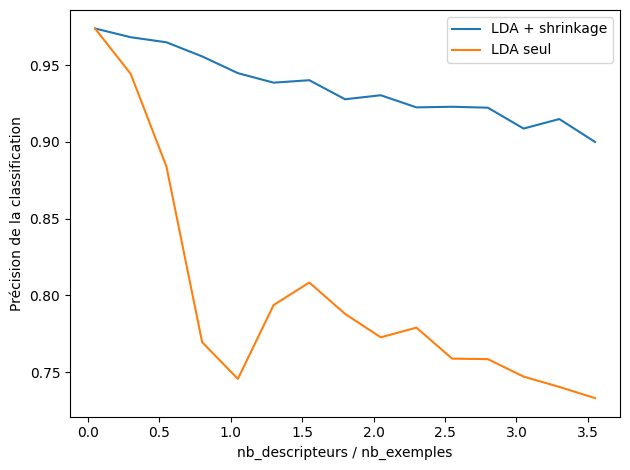 LDA + shrinkage
LDA seul
Précision de la classification
0.95
0.90
0.85
0.80
0.75
0.0 0.5 1.0 1.5 2.0 2.5 3.0 3.5
nb_descripteurs / nb_exemples